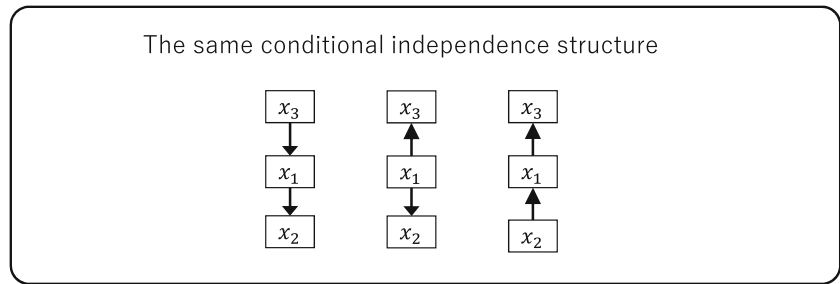 The same conditional independence structure
x₃ x₃ x₃
x₁ x₁ x₁
x₂ x₂ x₂